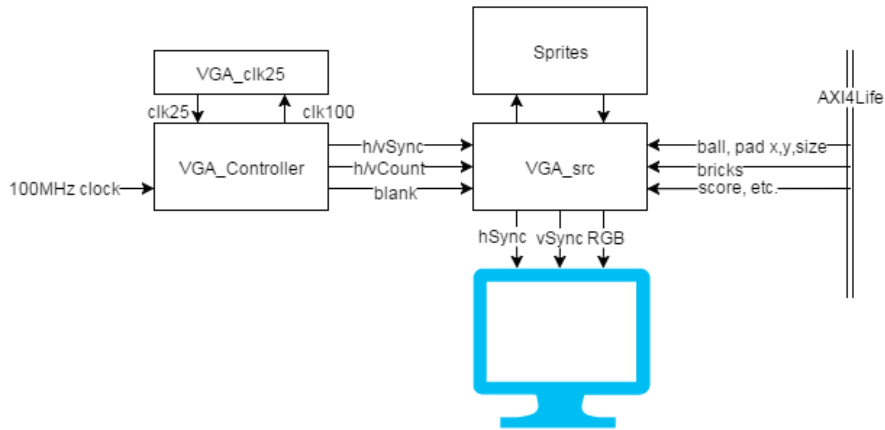 VGA_clk25
Sprites
AXI4Life
clk25
clk100
VGA_Controller
h/vSync
h/vCount
blank
VGA_src
ball, pad x,y,size
bricks
score, etc.
100MHz clock
hSync
vSync
RGB